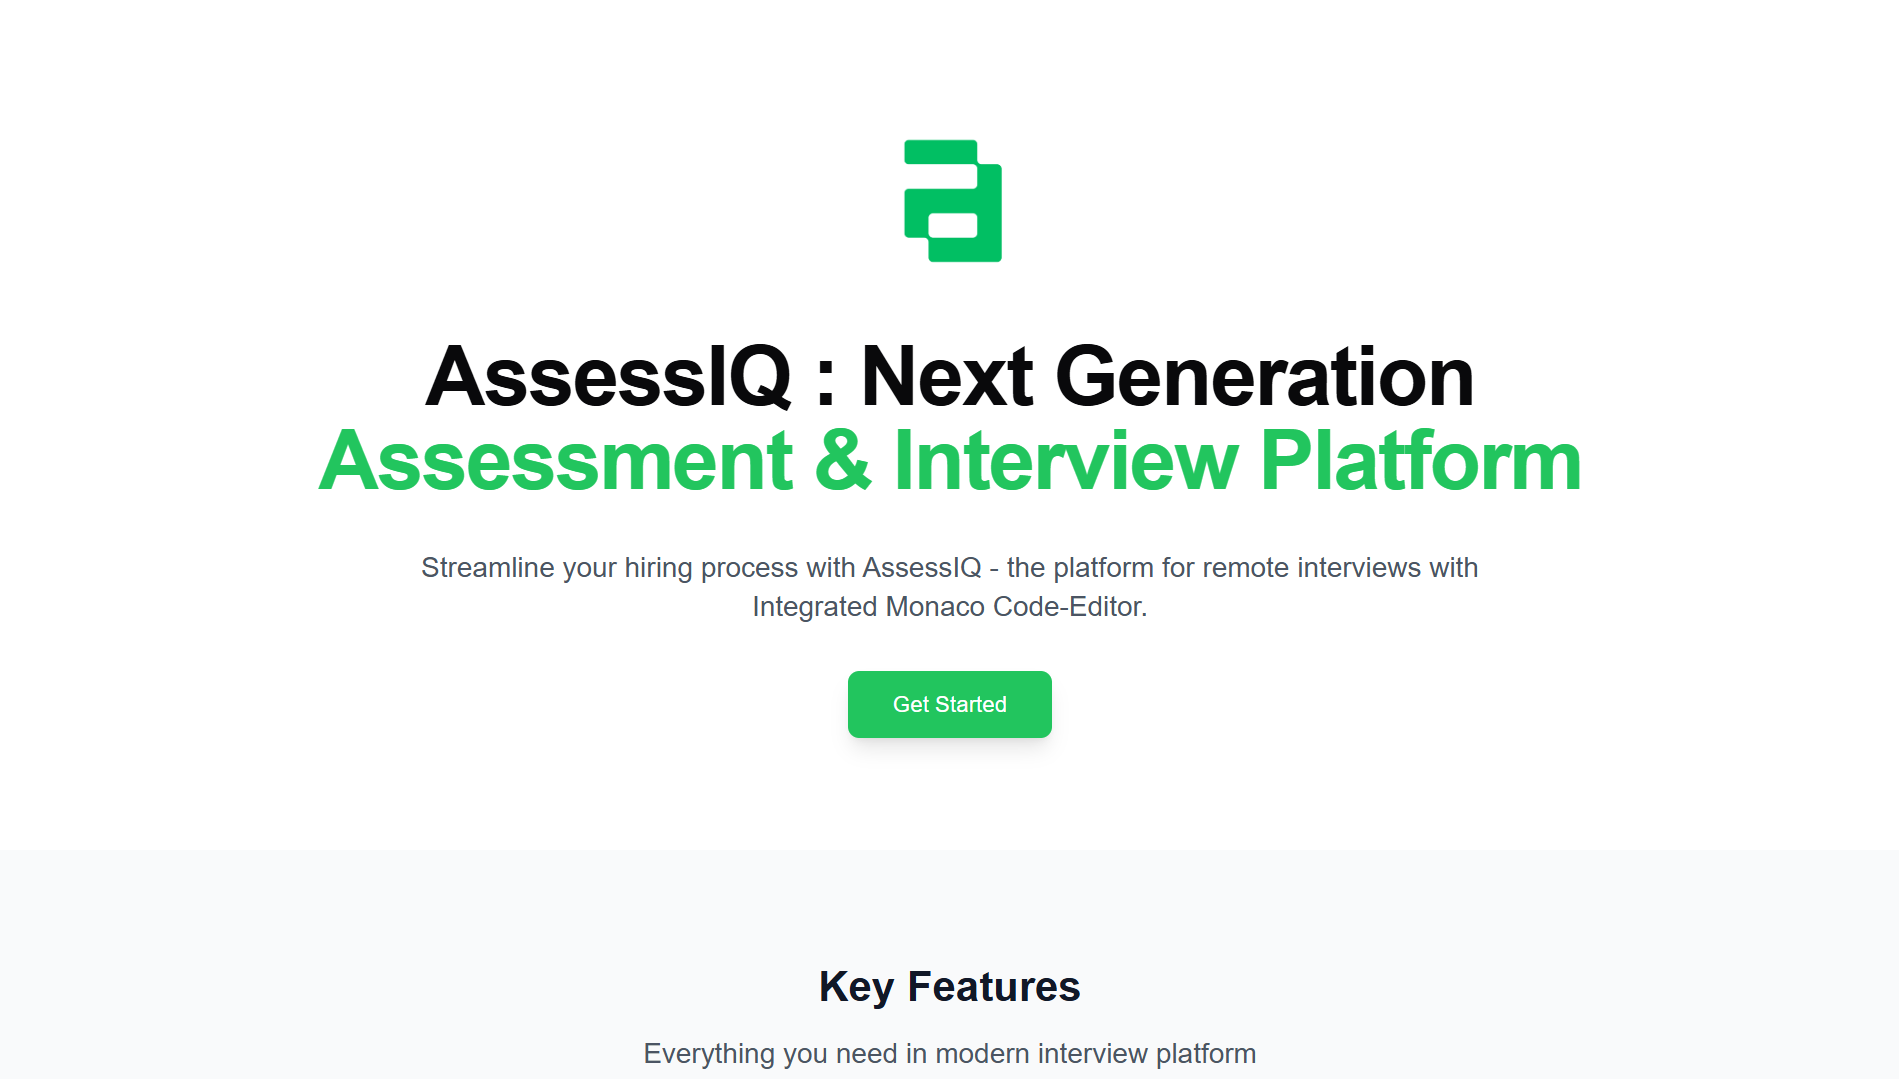 AssessIQ : Next Generation
Assessment & Interview Platform
Streamline your hiring process with AssessIQ - the platform for remote interviews with
Integrated Monaco Code-Editor.
Get Started
Key Features
Everything you need in modern interview platform